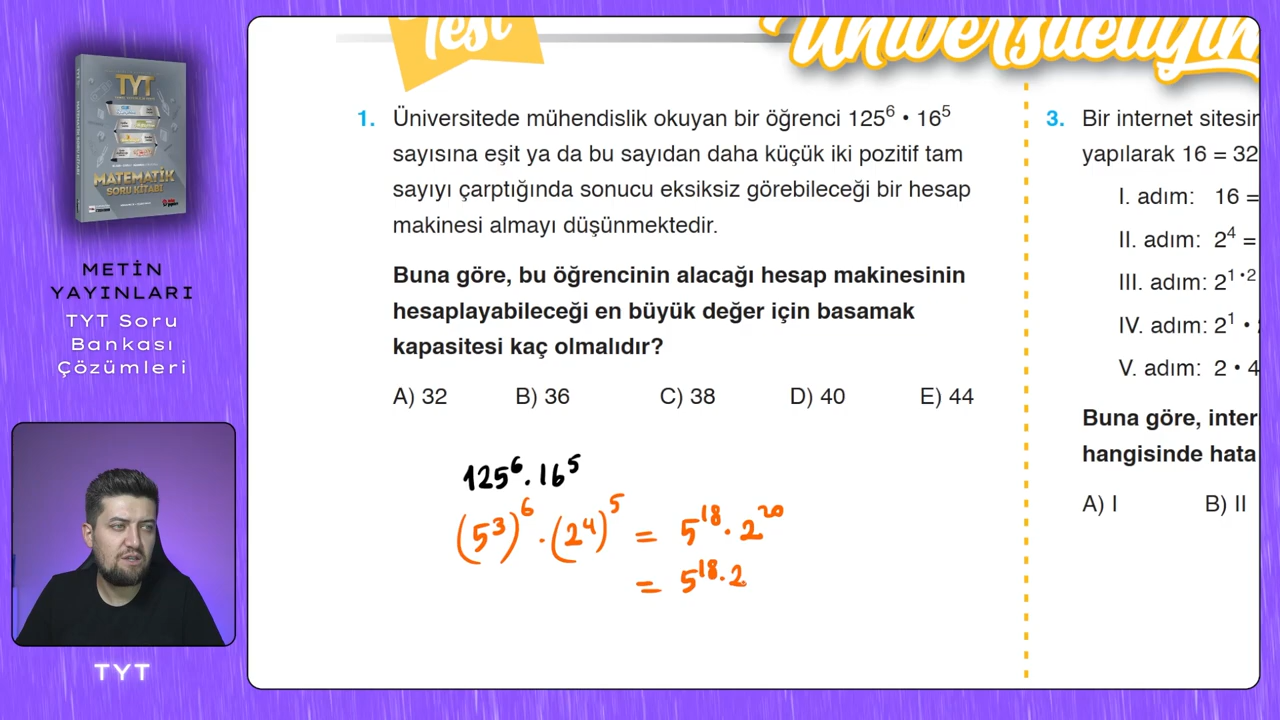 TYT
MATEMATİK
SORU KİTABI
METİN
YAYINLARI
TYT Soru
Bankası
Çözümleri
TYT
Test
Üniversiteliyim
1. Üniversitede mühendislik okuyan bir öğrenci 125⁶ • 16⁵
sayısına eşit ya da bu sayıdan daha küçük iki pozitif tam
sayıyı çarptığında sonucu eksiksiz görebileceği bir hesap
makinesi almayı düşünmektedir.
Buna göre, bu öğrencinin alacağı hesap makinesinin
hesaplayabileceği en büyük değer için basamak
kapasitesi kaç olmalıdır?
A) 32 B) 36 C) 38 D) 40 E) 44
125⁶ . 16⁵
(5³)⁶ . (2⁴)⁵ = 5¹⁸ . 2²⁰
= 5¹⁸ . 2
3. Bir internet sitesin
yapılarak 16 = 32
I. adım: 16 =
II. adım: 2⁴ =
III. adım: 2¹•²
IV. adım: 2¹ •
V. adım: 2 • 4
Buna göre, inter
hangisinde hata
A) I B) II